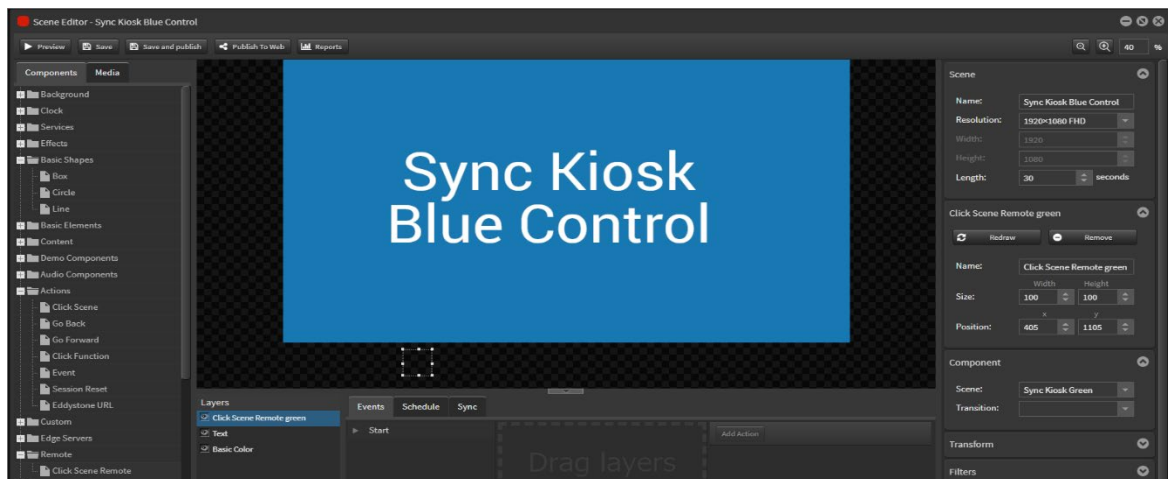 Scene Editor - Sync Kiosk Blue Control
Preview Save Save and publish Publish To Web Reports 40 %
Components Media
Background
Clock
Services
Effects
Basic Shapes
Box
Circle
Line
Basic Elements
Content
Demo Components
Audio Components
Actions
Click Scene
Go Back
Go Forward
Click Function
Event
Session Reset
Eddystone URL
Custom
Edge Servers
Remote
Click Scene Remote
Sync Kiosk
Blue Control
Layers
Click Scene Remote green
Text
Basic Color
Events Schedule Sync
Start
Drag layers
Add Action
Scene
Name: Sync Kiosk Blue Control
Resolution: 1920×1080 FHD
Width: 1920
Height: 1080
Length: 30 seconds
Click Scene Remote green
Redraw Remove
Name: Click Scene Remote green
Width Height
Size: 100 100
x y
Position: 405 1105
Component
Scene: Sync Kiosk Green
Transition:
Transform
Filters